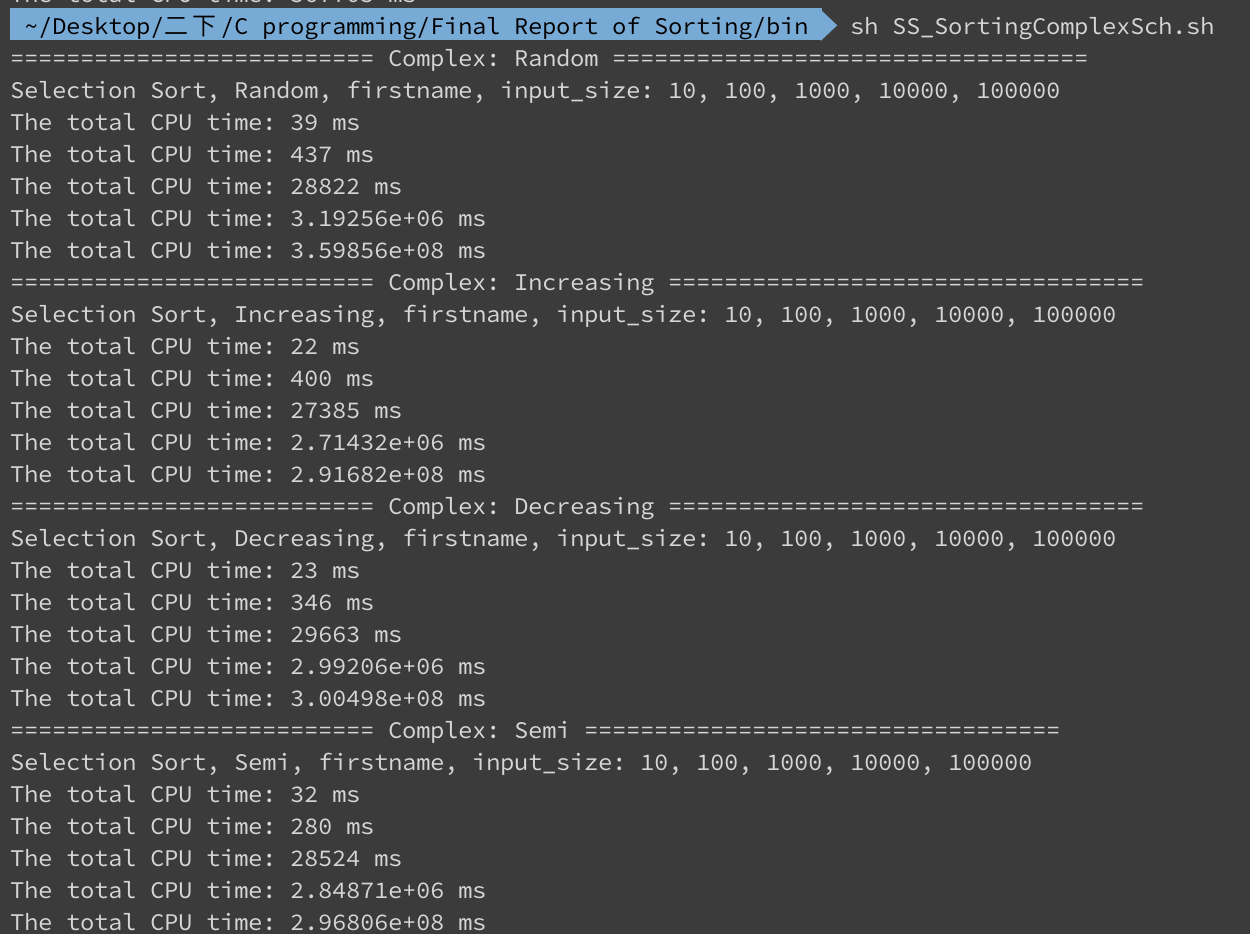 ~/Desktop/二下/C programming/Final Report of Sorting/bin sh SS_SortingComplexSch.sh
========================== Complex: Random ==================================
Selection Sort, Random, firstname, input_size: 10, 100, 1000, 10000, 100000
The total CPU time: 39 ms
The total CPU time: 437 ms
The total CPU time: 28822 ms
The total CPU time: 3.19256e+06 ms
The total CPU time: 3.59856e+08 ms
========================== Complex: Increasing ==================================
Selection Sort, Increasing, firstname, input_size: 10, 100, 1000, 10000, 100000
The total CPU time: 22 ms
The total CPU time: 400 ms
The total CPU time: 27385 ms
The total CPU time: 2.71432e+06 ms
The total CPU time: 2.91682e+08 ms
========================== Complex: Decreasing ==================================
Selection Sort, Decreasing, firstname, input_size: 10, 100, 1000, 10000, 100000
The total CPU time: 23 ms
The total CPU time: 346 ms
The total CPU time: 29663 ms
The total CPU time: 2.99206e+06 ms
The total CPU time: 3.00498e+08 ms
========================== Complex: Semi ==================================
Selection Sort, Semi, firstname, input_size: 10, 100, 1000, 10000, 100000
The total CPU time: 32 ms
The total CPU time: 280 ms
The total CPU time: 28524 ms
The total CPU time: 2.84871e+06 ms
The total CPU time: 2.96806e+08 ms